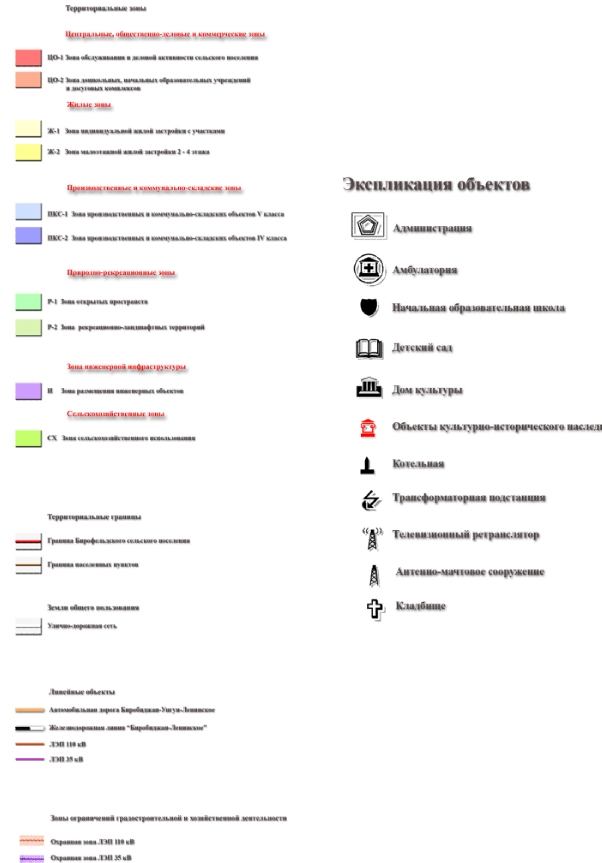 Территориальные зоны
Центральные, общественно-деловые и коммерческие зоны
ЦО-1 Зона обслуживания и деловой активности сельского поселения
ЦО-2 Зона дошкольных, начальных образовательных учреждений
и досуговых комплексов
Жилые зоны
Ж-1 Зона индивидуальной жилой застройки с участками
Ж-2 Зона малоэтажной жилой застройки 2 - 4 этажа
Производственные и коммунально-складские зоны
ПКС-1 Зона производственных и коммунально-складских объектов V класса
ПКС-2 Зона производственных и коммунально-складских объектов IV класса
Природно-рекреационные зоны
Р-1 Зона открытых пространств
Р-2 Зона рекреационно-ландшафтных территорий
Зона инженерной инфраструктуры
И Зона размещения инженерных объектов
Сельскохозяйственные зоны
СХ Зона сельскохозяйственного использования
Территориальные границы
Граница Бирофельдского сельского поселения
Граница населенных пунктов
Земли общего пользования
Улично-дорожная сеть
Линейные объекты
Автомобильная дорога Биробиджан-Унгун-Ленинское
Железнодорожная линия "Биробиджан-Ленинское"
ЛЭП 110 кВ
ЛЭП 35 кВ
Зоны ограничений градостроительной и хозяйственной деятельности
Охранная зона ЛЭП 110 кВ
Охранная зона ЛЭП 35 кВ
Экспликация объектов
Администрация
Амбулатория
Начальная образовательная школа
Детский сад
Дом культуры
Объекты культурно-исторического наслед
Котельная
Трансформаторная подстанция
Телевизионный ретранслятор
Антенно-мачтовое сооружение
Кладбище